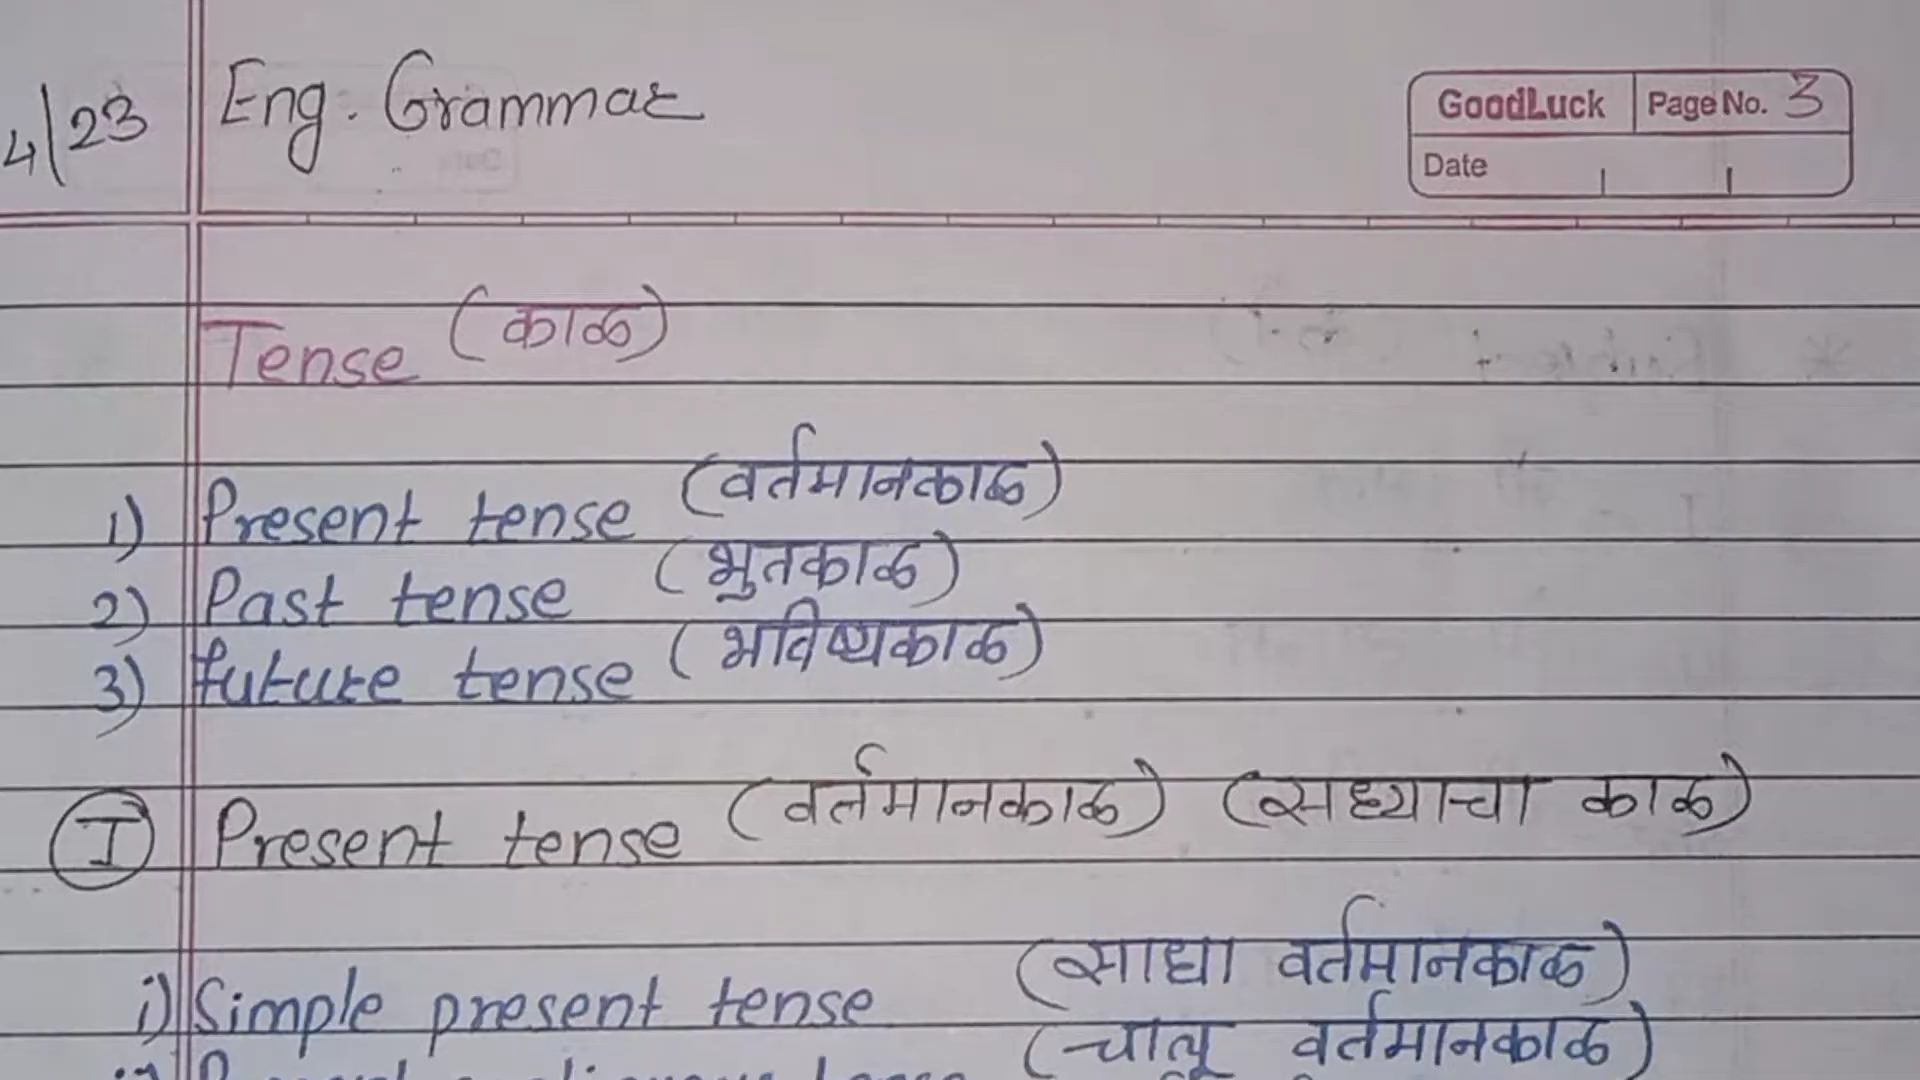 4/23 Eng. Grammar
GoodLuck Page No. 3
Date
Tense (काळ)
1) Present tense (वर्तमानकाळ)
2) Past tense (भुतकाळ)
3) future tense (भविष्यकाळ)
I Present tense (वर्तमानकाळ) (सध्याचा काळ)
i) Simple present tense (साधा वर्तमानकाळ)
(चालू वर्तमानकाळ)